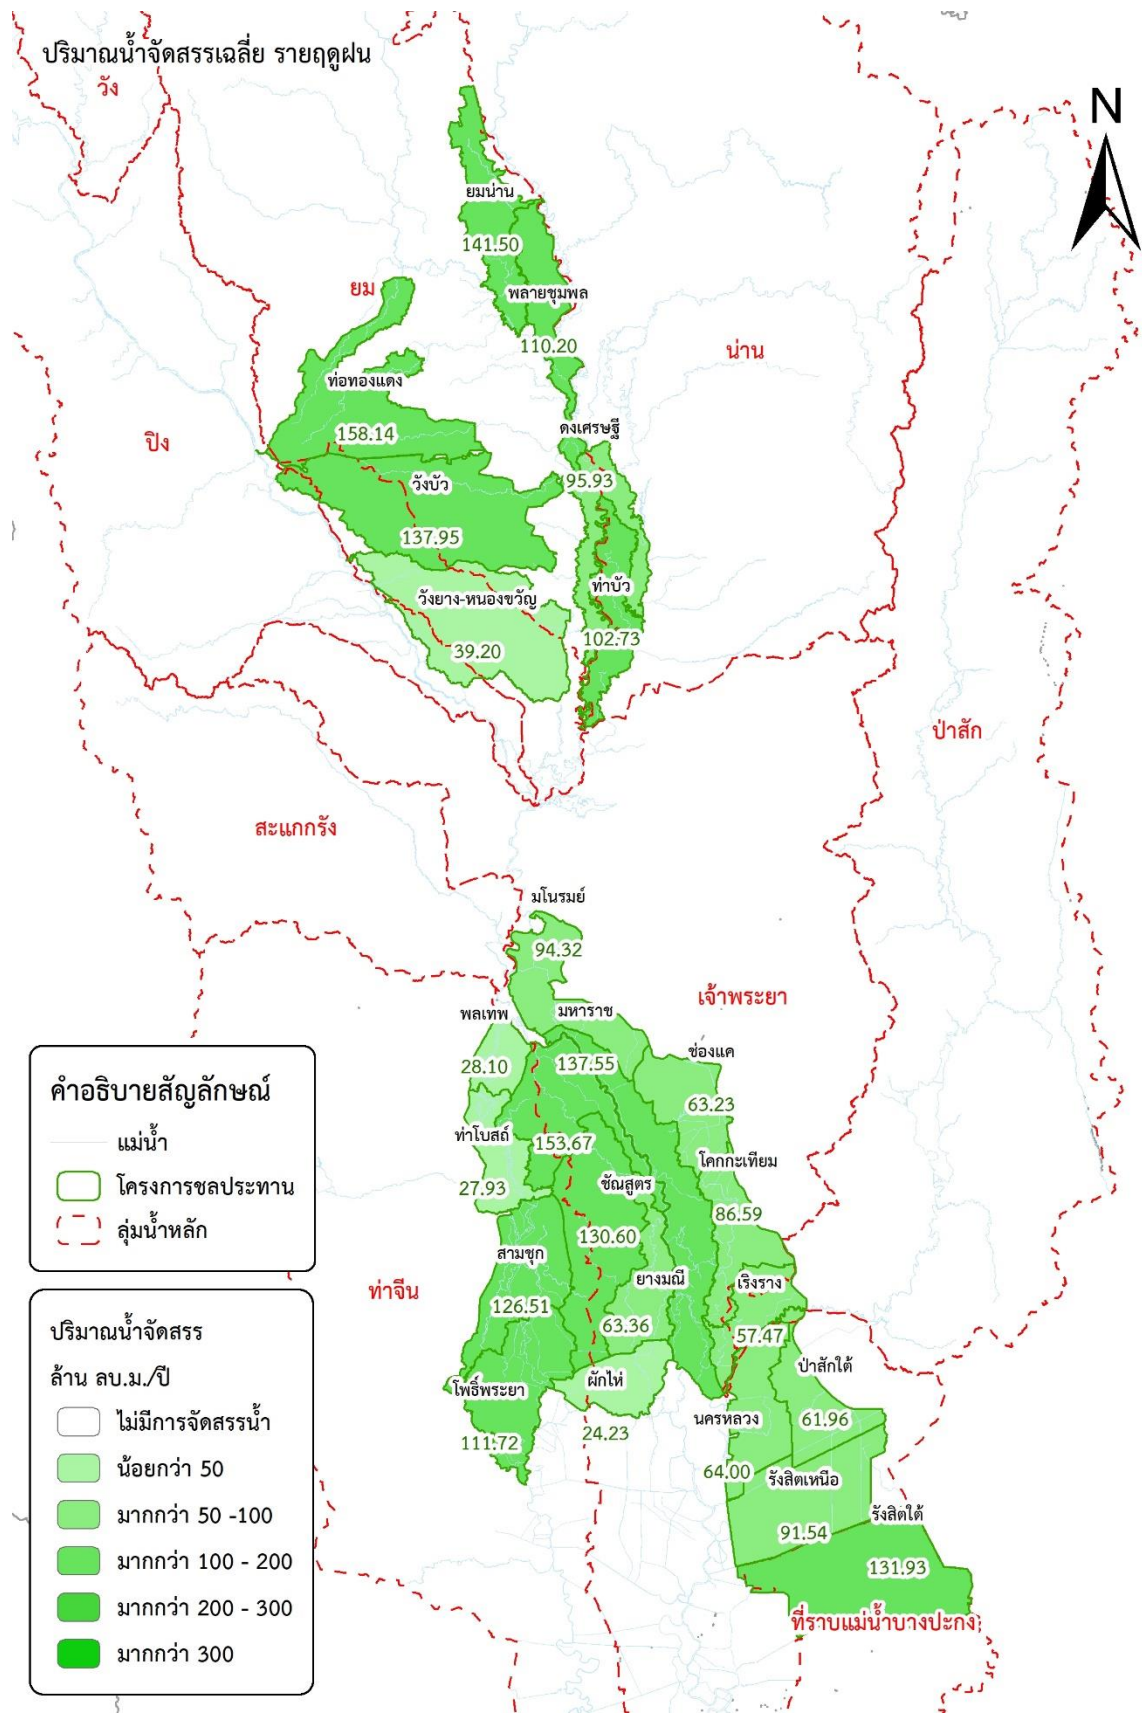 ปริมาณน้ำจัดสรรเฉลี่ย รายฤดูฝน
วัง
N
ยมน่าน
141.50
ยม
พลายชุมพล
110.20
น่าน
ท่อทองแดง
158.14
ปิง
ดงเศรษฐี
95.93
วังบัว
137.95
ท่าบัว
102.73
วังยาง-หนองขวัญ
39.20
ป่าสัก
สะแกกรัง
มโนรมย์
94.32
เจ้าพระยา
พลเทพ
28.10
มหาราช
137.55
ช่องแค
63.23
ท่าโบสถ์
27.93
153.67
โคกกะเทียม
86.59
ชัณสูตร
130.60
สามชุก
126.51
ยางมณี
63.36
เริงราง
57.47
ท่าจีน
ป่าสักใต้
61.96
ผักไห่
24.23
โพธิ์พระยา
111.72
นครหลวง
64.00
รังสิตเหนือ
91.54
รังสิตใต้
131.93
ที่ราบแม่น้ำบางปะกง
คำอธิบายสัญลักษณ์
แม่น้ำ
โครงการชลประทาน
ลุ่มน้ำหลัก
ปริมาณน้ำจัดสรร
ล้าน ลบ.ม./ปี
ไม่มีการจัดสรรน้ำ
น้อยกว่า 50
มากกว่า 50 -100
มากกว่า 100 - 200
มากกว่า 200 - 300
มากกว่า 300